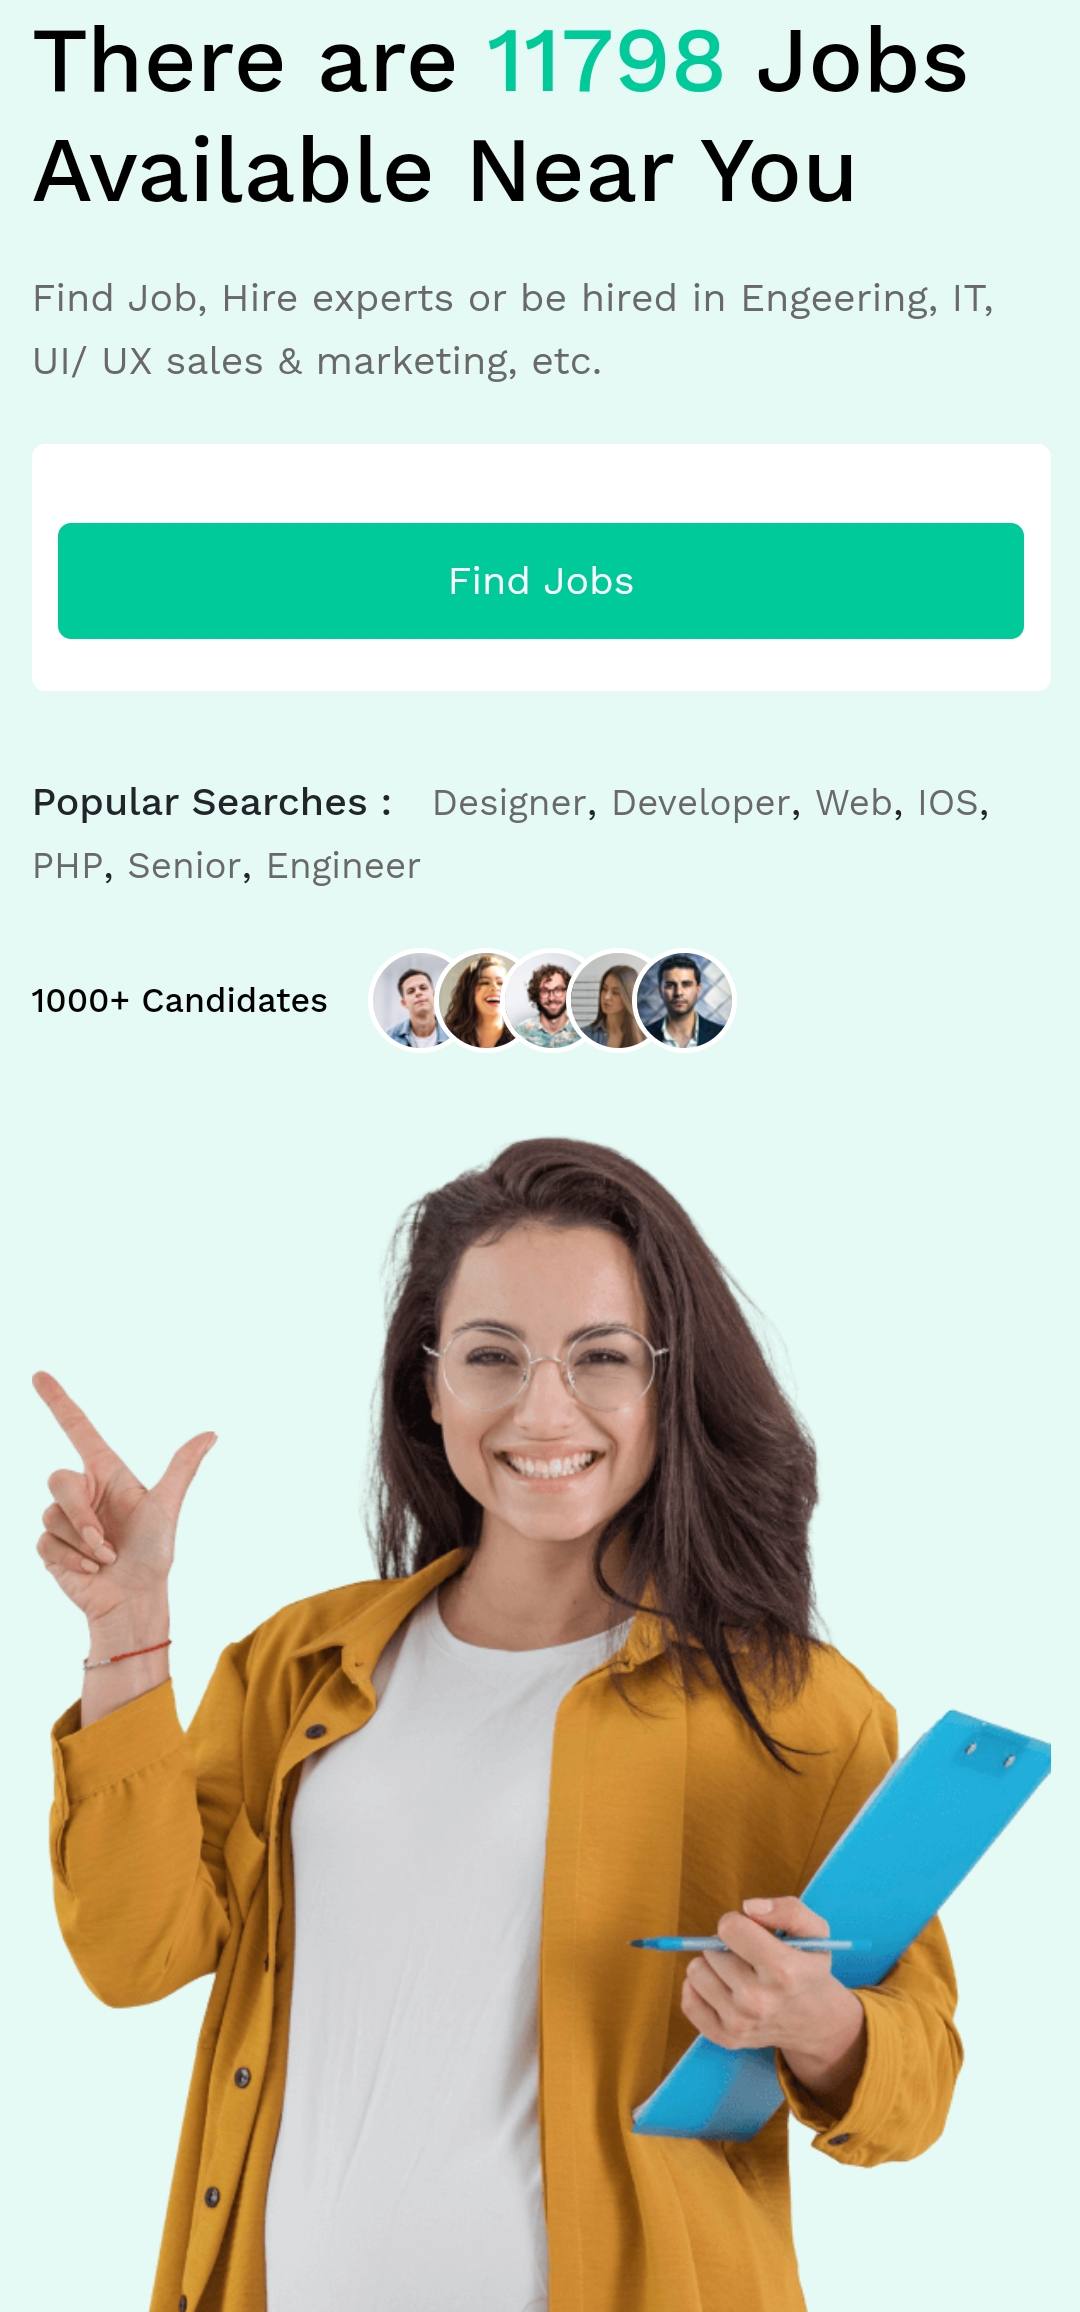 There are 11798 Jobs
Available Near You
Find Job, Hire experts or be hired in Engeering, IT,
UI/ UX sales & marketing, etc.
Find Jobs
Popular Searches : Designer, Developer, Web, IOS,
PHP, Senior, Engineer
1000+ Candidates